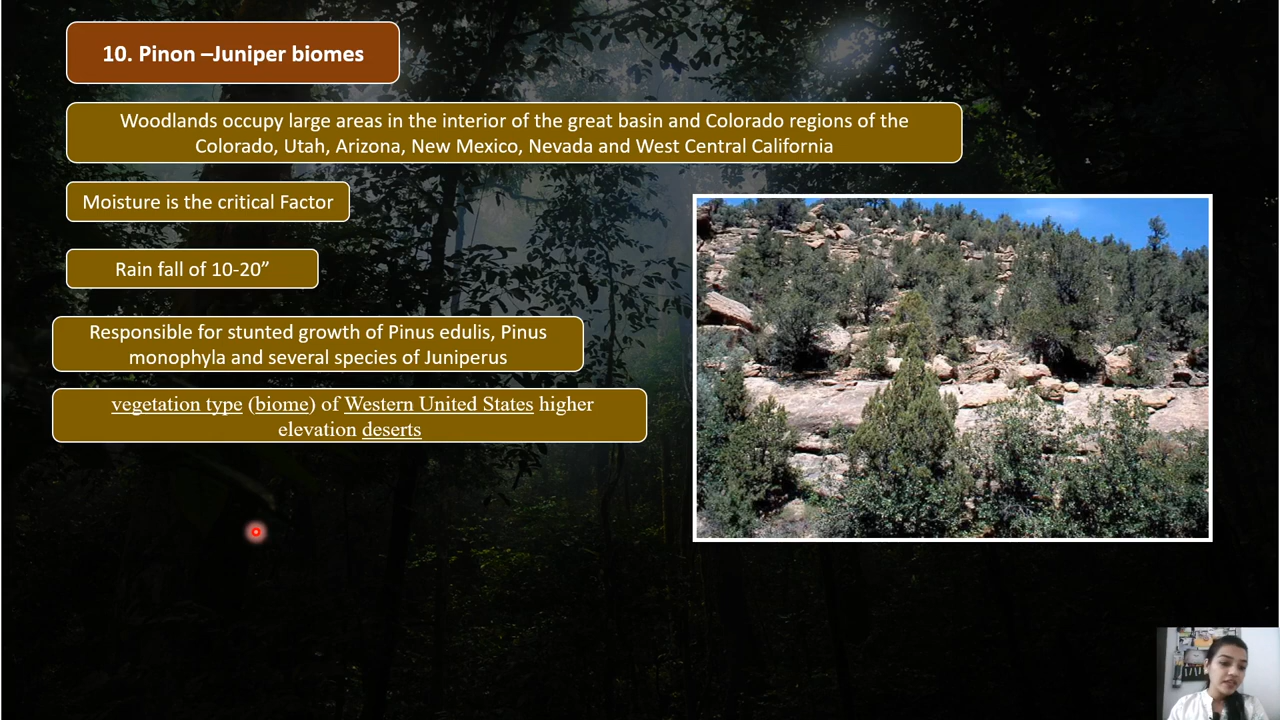 10. Pinon –Juniper biomes
Woodlands occupy large areas in the interior of the great basin and Colorado regions of the
Colorado, Utah, Arizona, New Mexico, Nevada and West Central California
Moisture is the critical Factor
Rain fall of 10-20”
Responsible for stunted growth of Pinus edulis, Pinus
monophyla and several species of Juniperus
vegetation type (biome) of Western United States higher
elevation deserts